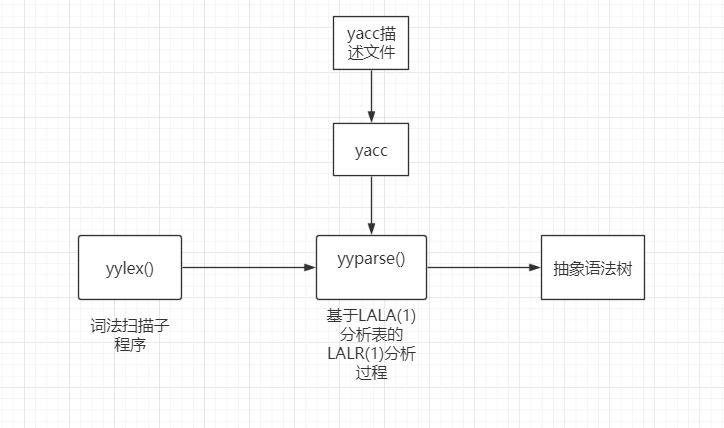 yacc描
述文件
yacc
yylex()
yyparse()
抽象语法树
词法扫描子
程序
基于LALA(1)
分析表的
LALR(1)分析
过程